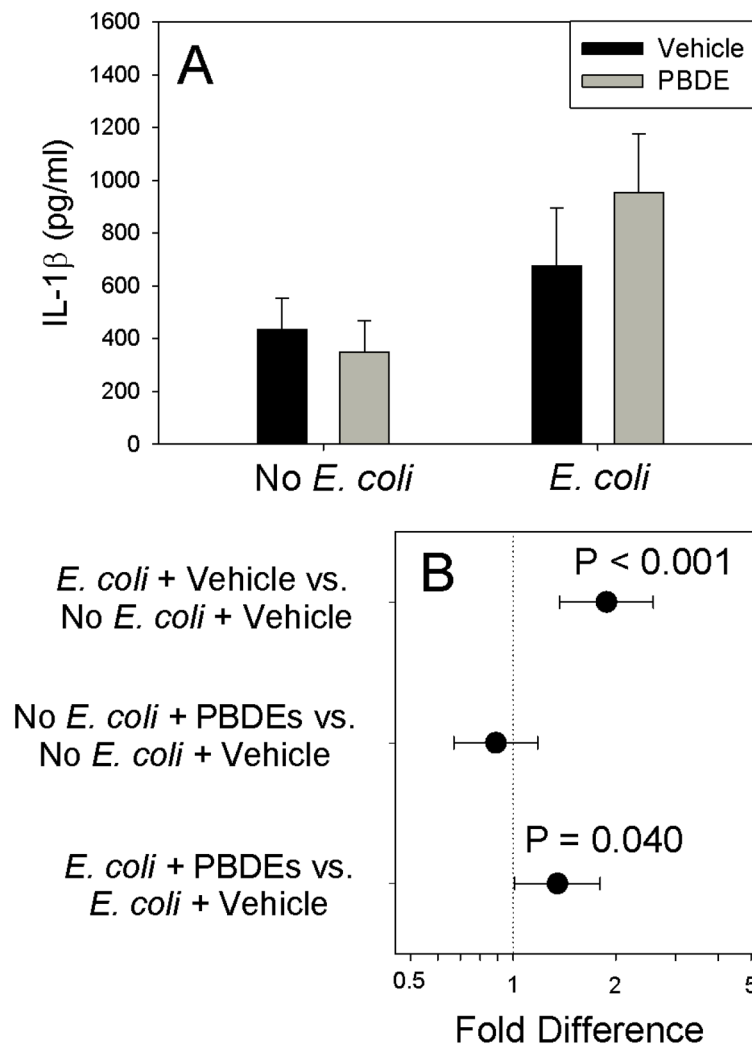 1600
1400
1200
1000
800
600
400
200
0
IL-1β (pg/ml)
A
Vehicle
PBDE
No E. coli
E. coli
B
E. coli + Vehicle vs.
No E. coli + Vehicle
P < 0.001
No E. coli + PBDEs vs.
No E. coli + Vehicle
E. coli + PBDEs vs.
E. coli + Vehicle
P = 0.040
0.5
1
2
5
Fold Difference